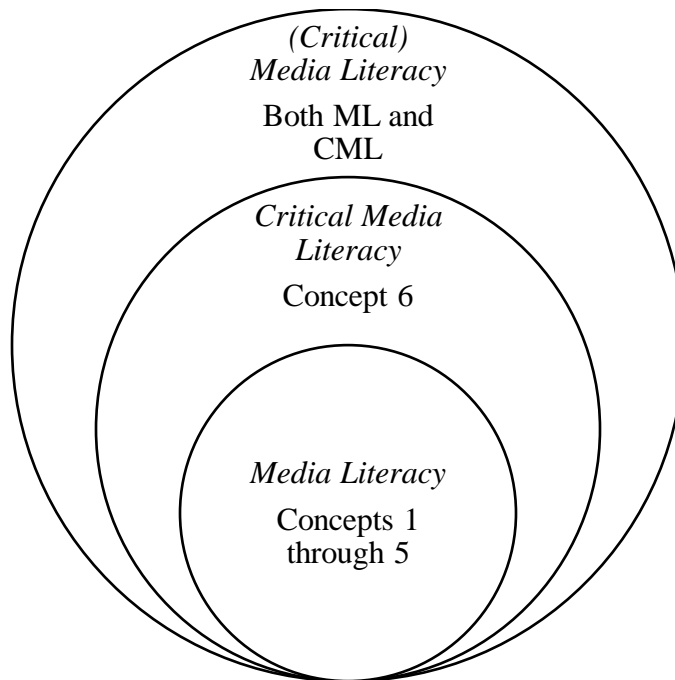 (Critical)
Media Literacy
Both ML and
CML
Critical Media
Literacy
Concept 6
Media Literacy
Concepts 1
through 5